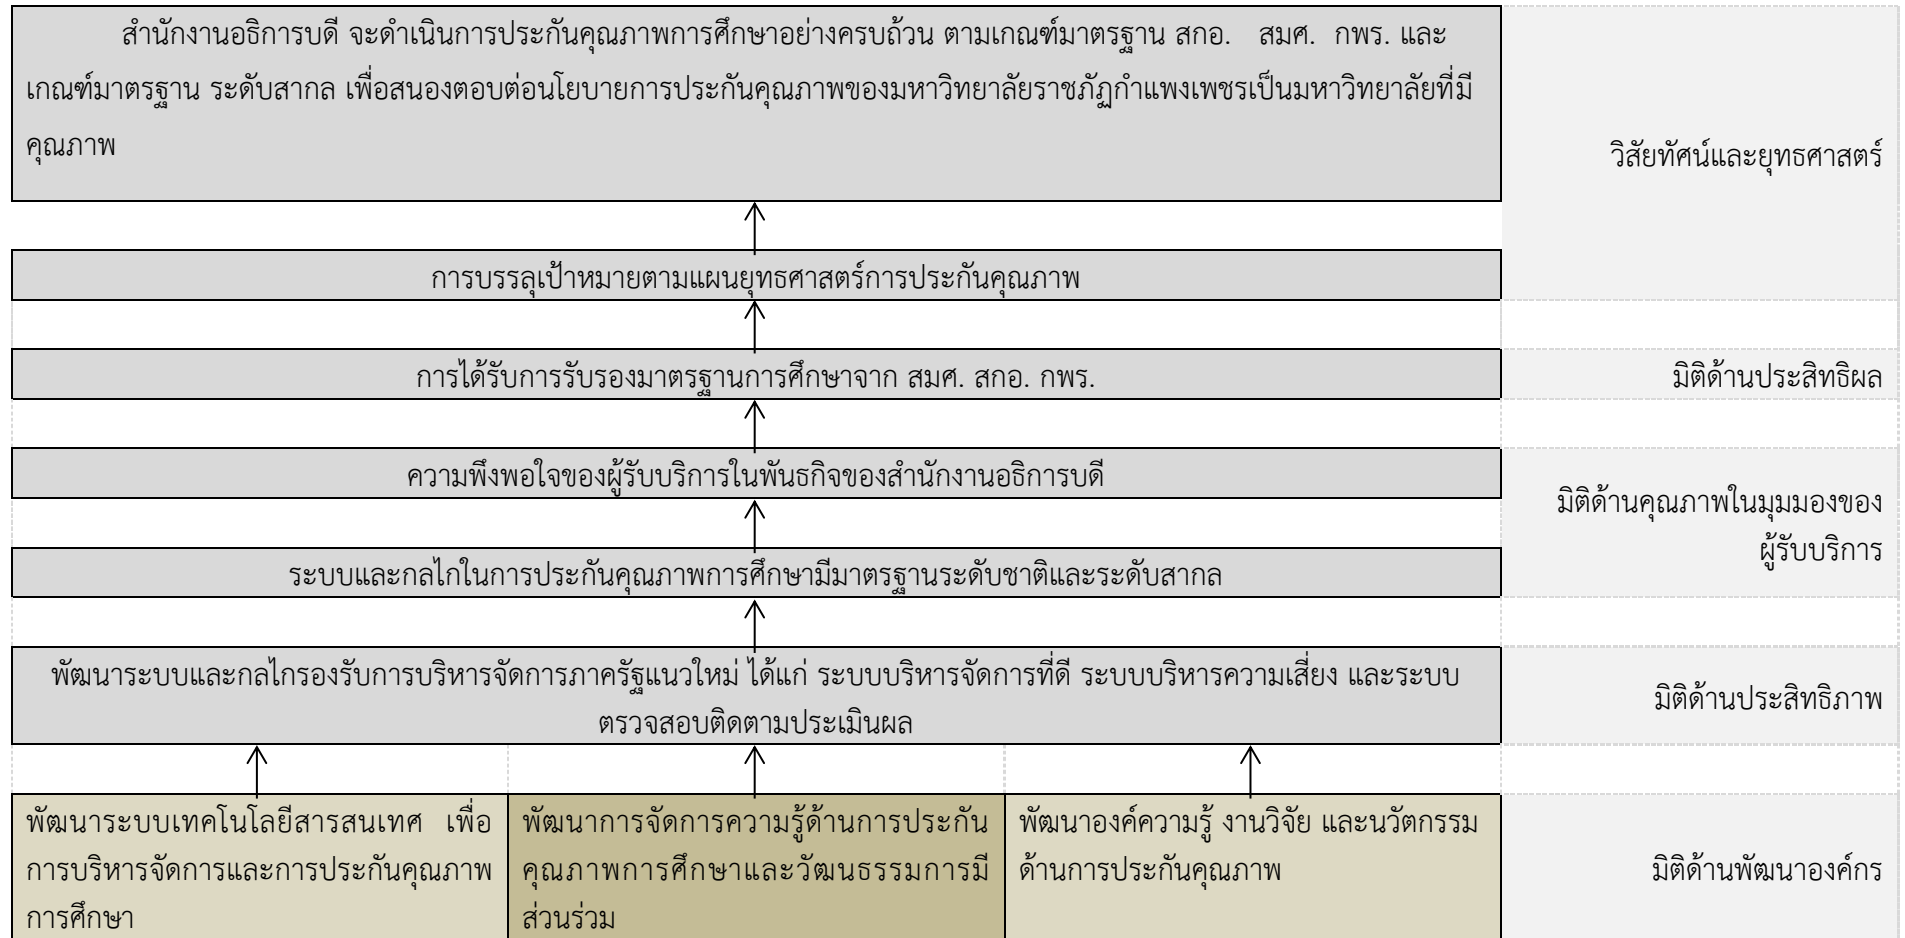 สำนักงานอธิการบดี จะดำเนินการประกันคุณภาพการศึกษาอย่างครบถ้วน ตามเกณฑ์มาตรฐาน สกอ. สมศ. กพร. และ
เกณฑ์มาตรฐาน ระดับสากล เพื่อสนองตอบต่อนโยบายการประกันคุณภาพของมหาวิทยาลัยราชภัฏกำแพงเพชรเป็นมหาวิทยาลัยที่มี
คุณภาพ
วิสัยทัศน์และยุทธศาสตร์
การบรรลุเป้าหมายตามแผนยุทธศาสตร์การประกันคุณภาพ
การได้รับการรับรองมาตรฐานการศึกษาจาก สมศ. สกอ. กพร.
มิติด้านประสิทธิผล
ความพึงพอใจของผู้รับบริการในพันธกิจของสำนักงานอธิการบดี
มิติด้านคุณภาพในมุมมองของ
ผู้รับบริการ
ระบบและกลไกในการประกันคุณภาพการศึกษามีมาตรฐานระดับชาติและระดับสากล
พัฒนาระบบและกลไกรองรับการบริหารจัดการภาครัฐแนวใหม่ ได้แก่ ระบบบริหารจัดการที่ดี ระบบบริหารความเสี่ยง และระบบ
ตรวจสอบติดตามประเมินผล
มิติด้านประสิทธิภาพ
พัฒนาระบบเทคโนโลยีสารสนเทศ เพื่อ
การบริหารจัดการและการประกันคุณภาพ
การศึกษา
พัฒนาการจัดการความรู้ด้านการประกัน
คุณภาพการศึกษาและวัฒนธรรมการมี
ส่วนร่วม
พัฒนาองค์ความรู้ งานวิจัย และนวัตกรรม
ด้านการประกันคุณภาพ
มิติด้านพัฒนาองค์กร